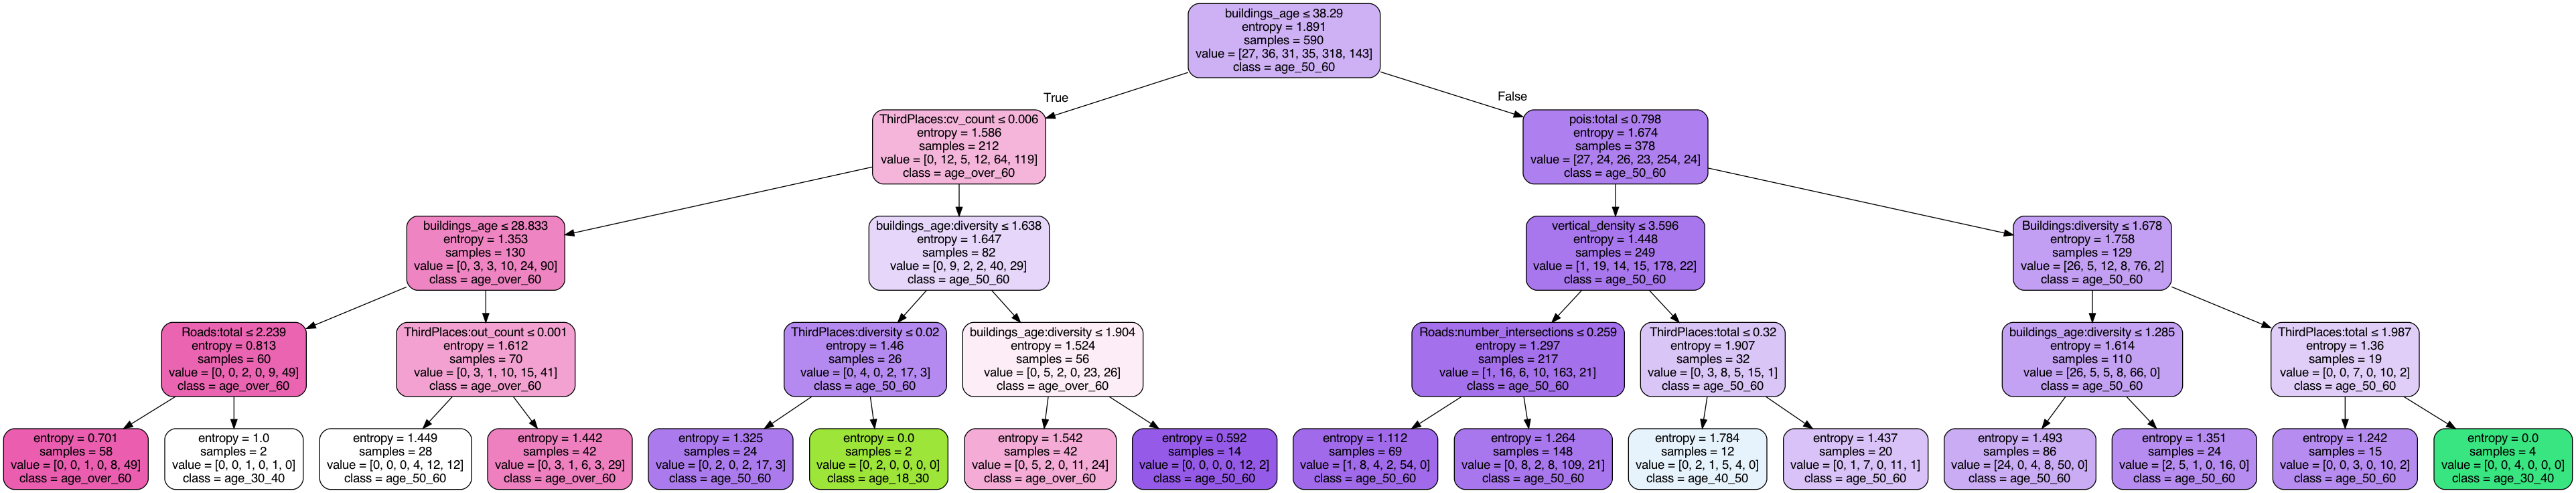 buildings_age ≤ 38.29
entropy = 1.891
samples = 590
value = [27, 36, 31, 35, 318, 143]
class = age_50_60
True
False
ThirdPlaces:cv_count ≤ 0.006
entropy = 1.586
samples = 212
value = [0, 12, 5, 12, 64, 119]
class = age_over_60
pois:total ≤ 0.798
entropy = 1.674
samples = 378
value = [27, 24, 26, 23, 254, 24]
class = age_50_60
buildings_age ≤ 28.833
entropy = 1.353
samples = 130
value = [0, 3, 3, 10, 24, 90]
class = age_over_60
buildings_age:diversity ≤ 1.638
entropy = 1.647
samples = 82
value = [0, 9, 2, 2, 40, 29]
class = age_50_60
vertical_density ≤ 3.596
entropy = 1.448
samples = 249
value = [1, 19, 14, 15, 178, 22]
class = age_50_60
Buildings:diversity ≤ 1.678
entropy = 1.758
samples = 129
value = [26, 5, 12, 8, 76, 2]
class = age_50_60
Roads:total ≤ 2.239
entropy = 0.813
samples = 60
value = [0, 0, 2, 0, 9, 49]
class = age_over_60
ThirdPlaces:out_count ≤ 0.001
entropy = 1.612
samples = 70
value = [0, 3, 1, 10, 15, 41]
class = age_over_60
ThirdPlaces:diversity ≤ 0.02
entropy = 1.46
samples = 26
value = [0, 4, 0, 2, 17, 3]
class = age_50_60
buildings_age:diversity ≤ 1.904
entropy = 1.524
samples = 56
value = [0, 5, 2, 0, 23, 26]
class = age_over_60
Roads:number_intersections ≤ 0.259
entropy = 1.297
samples = 217
value = [1, 16, 6, 10, 163, 21]
class = age_50_60
ThirdPlaces:total ≤ 0.32
entropy = 1.907
samples = 32
value = [0, 3, 8, 5, 15, 1]
class = age_50_60
buildings_age:diversity ≤ 1.285
entropy = 1.614
samples = 110
value = [26, 5, 5, 8, 66, 0]
class = age_50_60
ThirdPlaces:total ≤ 1.987
entropy = 1.36
samples = 19
value = [0, 0, 7, 0, 10, 2]
class = age_50_60
entropy = 0.701
samples = 58
value = [0, 0, 1, 0, 8, 49]
class = age_over_60
entropy = 1.0
samples = 2
value = [0, 0, 1, 0, 1, 0]
class = age_30_40
entropy = 1.449
samples = 28
value = [0, 0, 0, 4, 12, 12]
class = age_50_60
entropy = 1.442
samples = 42
value = [0, 3, 1, 6, 3, 29]
class = age_over_60
entropy = 1.325
samples = 24
value = [0, 2, 0, 2, 17, 3]
class = age_50_60
entropy = 0.0
samples = 2
value = [0, 2, 0, 0, 0, 0]
class = age_18_30
entropy = 1.542
samples = 42
value = [0, 5, 2, 0, 11, 24]
class = age_over_60
entropy = 0.592
samples = 14
value = [0, 0, 0, 0, 12, 2]
class = age_50_60
entropy = 1.112
samples = 69
value = [1, 8, 4, 2, 54, 0]
class = age_50_60
entropy = 1.264
samples = 148
value = [0, 8, 2, 8, 109, 21]
class = age_50_60
entropy = 1.784
samples = 12
value = [0, 2, 1, 5, 4, 0]
class = age_40_50
entropy = 1.437
samples = 20
value = [0, 1, 7, 0, 11, 1]
class = age_50_60
entropy = 1.493
samples = 86
value = [24, 0, 4, 8, 50, 0]
class = age_50_60
entropy = 1.351
samples = 24
value = [2, 5, 1, 0, 16, 0]
class = age_50_60
entropy = 1.242
samples = 15
value = [0, 0, 3, 0, 10, 2]
class = age_50_60
entropy = 0.0
samples = 4
value = [0, 0, 4, 0, 0, 0]
class = age_30_40